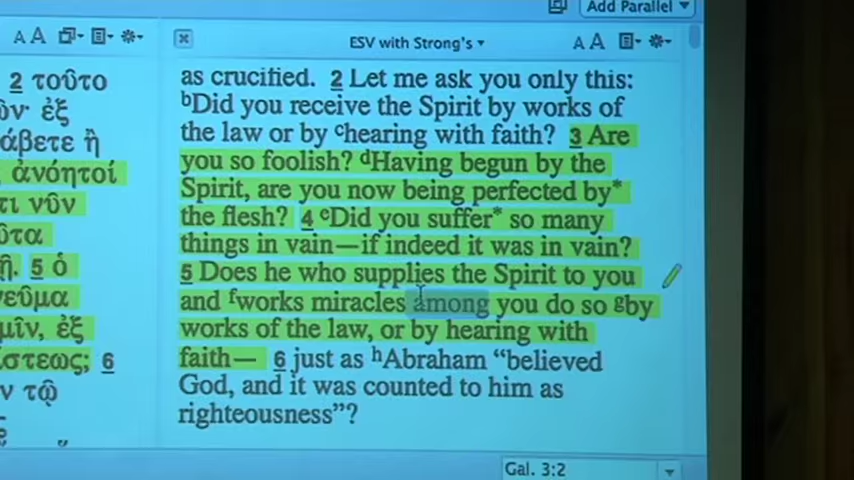 Add Parallel
ESV with Strong's
A A
A A
2 τοῦτο
ῦν· ἐξ
άβετε ἢ
ἀνόητοί
τι νῦν
ῦτα
5 ὁ
νεῦμα
μῖν, ἐξ
ίστεως; 6
ν τῷ
as crucified. 2 Let me ask you only this:
bDid you receive the Spirit by works of
the law or by chearing with faith? 3 Are
you so foolish? dHaving begun by the
Spirit, are you now being perfected by*
the flesh? 4 eDid you suffer* so many
things in vain—if indeed it was in vain?
5 Does he who supplies the Spirit to you
and fworks miracles among you do so gby
works of the law, or by hearing with
faith— 6 just as hAbraham “believed
God, and it was counted to him as
righteousness”?
Gal. 3:2